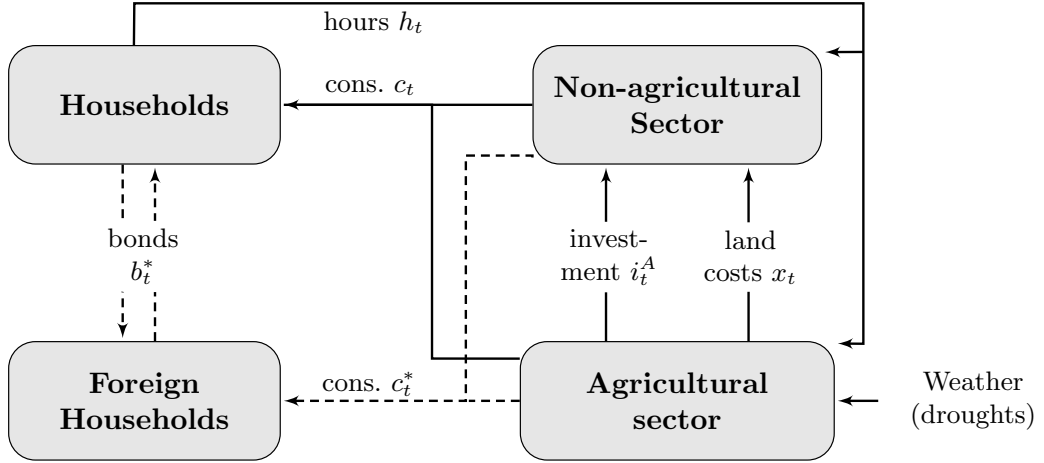 hours h_t
Households
cons. c_t
Non-agricultural
Sector
bonds
b_t^*
invest-
ment i_t^A
land
costs x_t
Foreign
Households
cons. c_t^*
Agricultural
sector
Weather
(droughts)